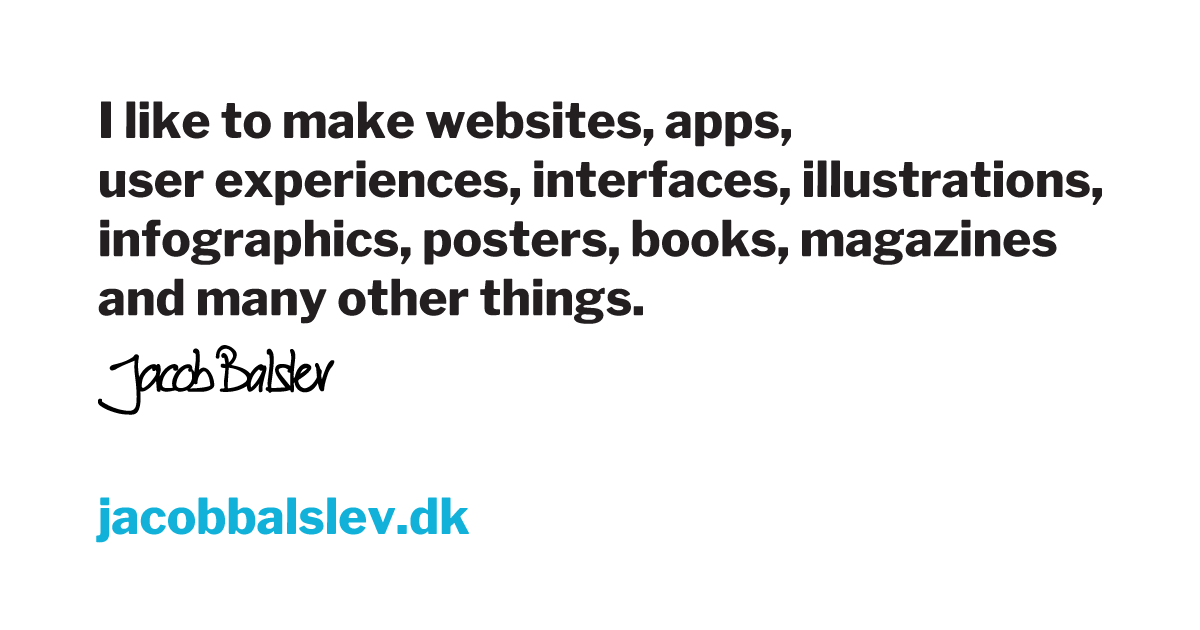 I like to make websites, apps,
user experiences, interfaces, illustrations,
infographics, posters, books, magazines
and many other things.
Jacob Balslev
jacobbalslev.dk